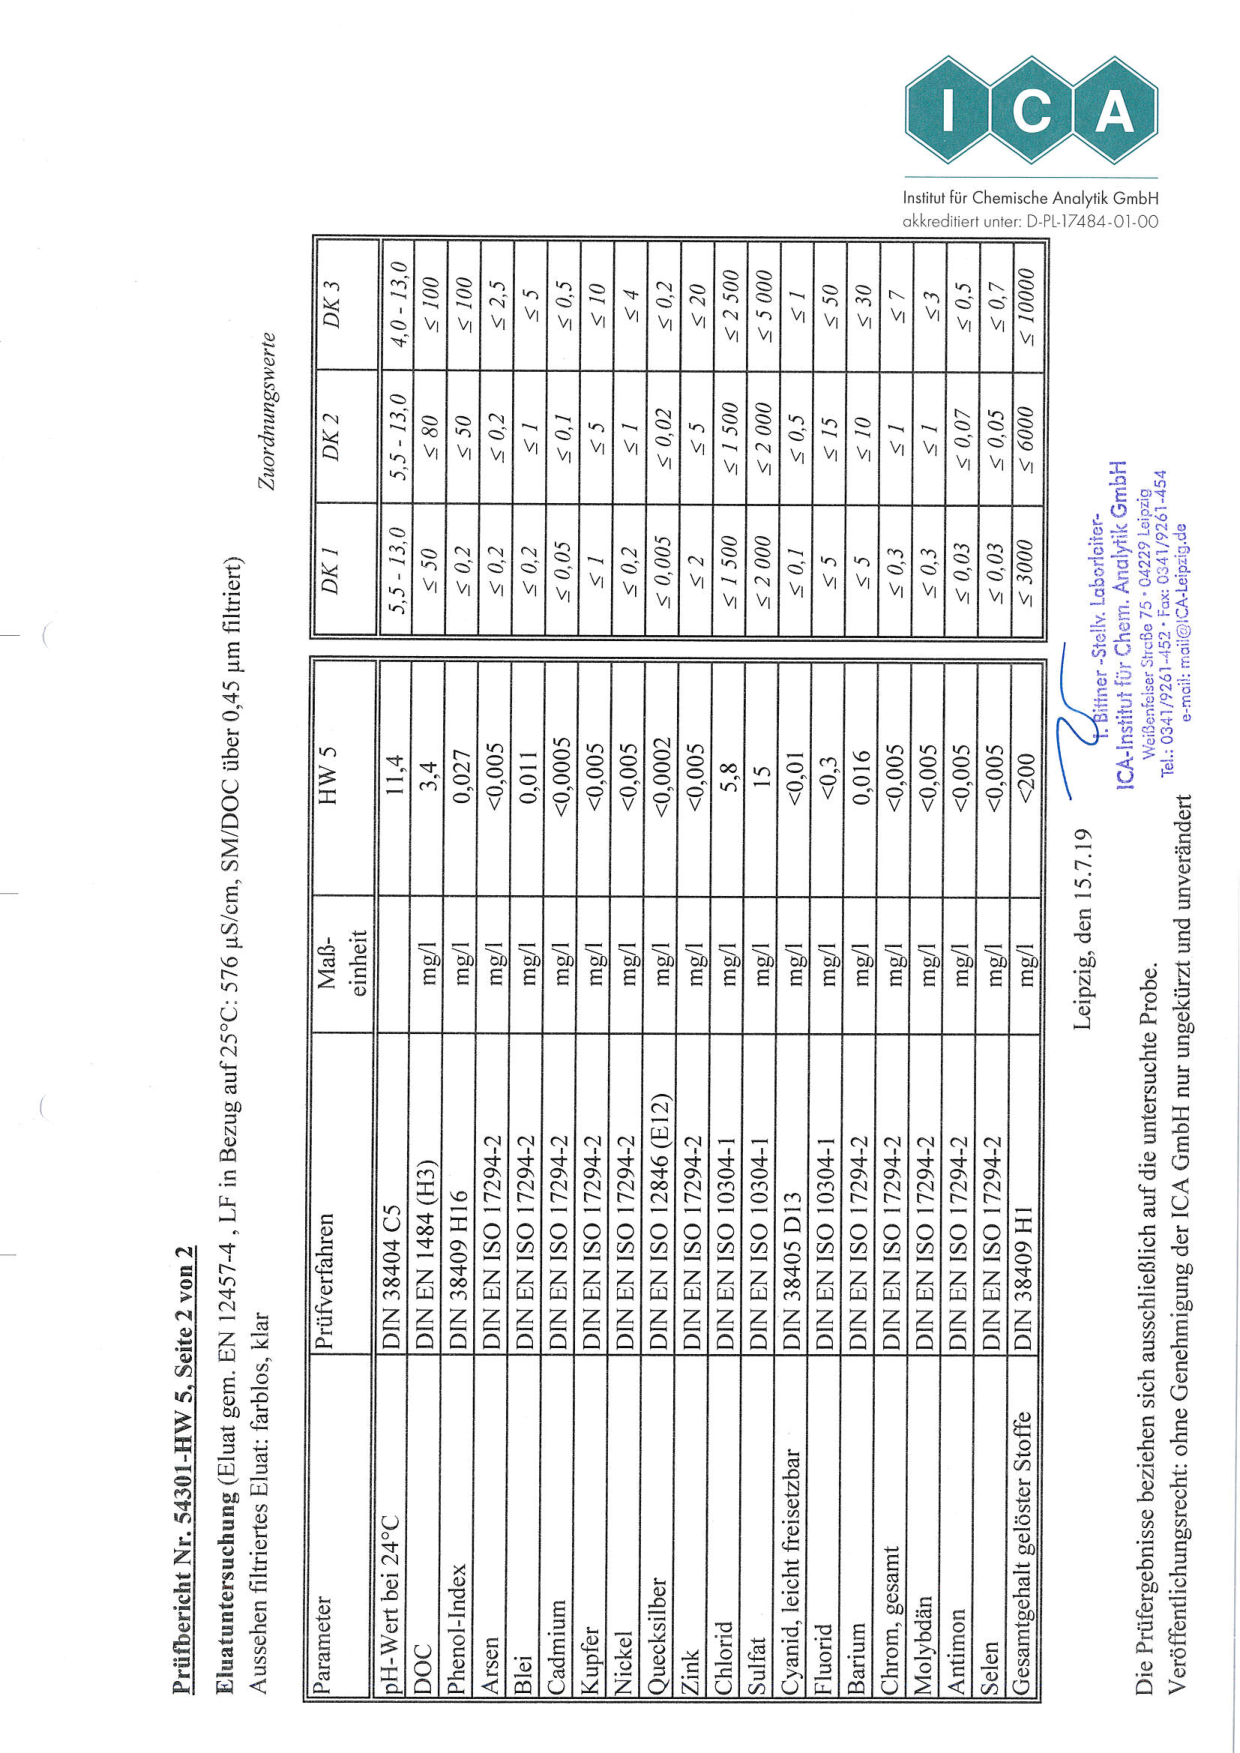 I C A
Institut für Chemische Analytik GmbH
akkreditiert unter: D-PL-17484-01-00
Prüfbericht Nr. 54301-HW 5, Seite 2 von 2
Eluatuntersuchung (Eluat gem. EN 12457-4 , LF in Bezug auf 25°C: 576 µS/cm, SM/DOC über 0,45 µm filtriert)
Aussehen filtriertes Eluat: farblos, klar
Zuordnungswerte
Parameter Prüfverfahren Maß- HW 5 DK 1 DK 2 DK 3
einheit
pH-Wert bei 24°C DIN 38404 C5 11,4 5,5 - 13,0 5,5 - 13,0 4,0 - 13,0
DOC DIN EN 1484 (H3) mg/l 3,4 ≤ 50 ≤ 80 ≤ 100
Phenol-Index DIN 38409 H16 mg/l 0,027 ≤ 0,2 ≤ 50 ≤ 100
Arsen DIN EN ISO 17294-2 mg/l <0,005 ≤ 0,2 ≤ 0,2 ≤ 2,5
Blei DIN EN ISO 17294-2 mg/l 0,011 ≤ 0,2 ≤ 1 ≤ 5
Cadmium DIN EN ISO 17294-2 mg/l <0,0005 ≤ 0,05 ≤ 0,1 ≤ 0,5
Kupfer DIN EN ISO 17294-2 mg/l <0,005 ≤ 1 ≤ 5 ≤ 10
Nickel DIN EN ISO 17294-2 mg/l <0,005 ≤ 0,2 ≤ 1 ≤ 4
Quecksilber DIN EN ISO 12846 (E12) mg/l <0,0002 ≤ 0,005 ≤ 0,02 ≤ 0,2
Zink DIN EN ISO 17294-2 mg/l <0,005 ≤ 2 ≤ 5 ≤ 20
Chlorid DIN EN ISO 10304-1 mg/l 5,8 ≤ 1 500 ≤ 1 500 ≤ 2 500
Sulfat DIN EN ISO 10304-1 mg/l 15 ≤ 2 000 ≤ 2 000 ≤ 5 000
Cyanid, leicht freisetzbar DIN 38405 D13 mg/l <0,01 ≤ 0,1 ≤ 0,5 ≤ 1
Fluorid DIN EN ISO 10304-1 mg/l <0,3 ≤ 5 ≤ 15 ≤ 50
Barium DIN EN ISO 17294-2 mg/l 0,016 ≤ 5 ≤ 10 ≤ 30
Chrom, gesamt DIN EN ISO 17294-2 mg/l <0,005 ≤ 0,3 ≤ 1 ≤ 7
Molybdän DIN EN ISO 17294-2 mg/l <0,005 ≤ 0,3 ≤ 1 ≤ 3
Antimon DIN EN ISO 17294-2 mg/l <0,005 ≤ 0,03 ≤ 0,07 ≤ 0,5
Selen DIN EN ISO 17294-2 mg/l <0,005 ≤ 0,03 ≤ 0,05 ≤ 0,7
Gesamtgehalt gelöster Stoffe DIN 38409 H1 mg/l <200 ≤ 3000 ≤ 6000 ≤ 10000
Leipzig, den 15.7.19
Bittner -Stellv. Laborleiter-
ICA-Institut für Chem. Analytik GmbH
Weißenfelser Straße 75 • 04229 Leipzig
Tel.: 0341/9261-452 • Fax: 0341/9261-454
e-mail: mail@ICA-Leipzig.de
Die Prüfergebnisse beziehen sich ausschließlich auf die untersuchte Probe.
Veröffentlichungsrecht: ohne Genehmigung der ICA GmbH nur ungekürzt und unverändert